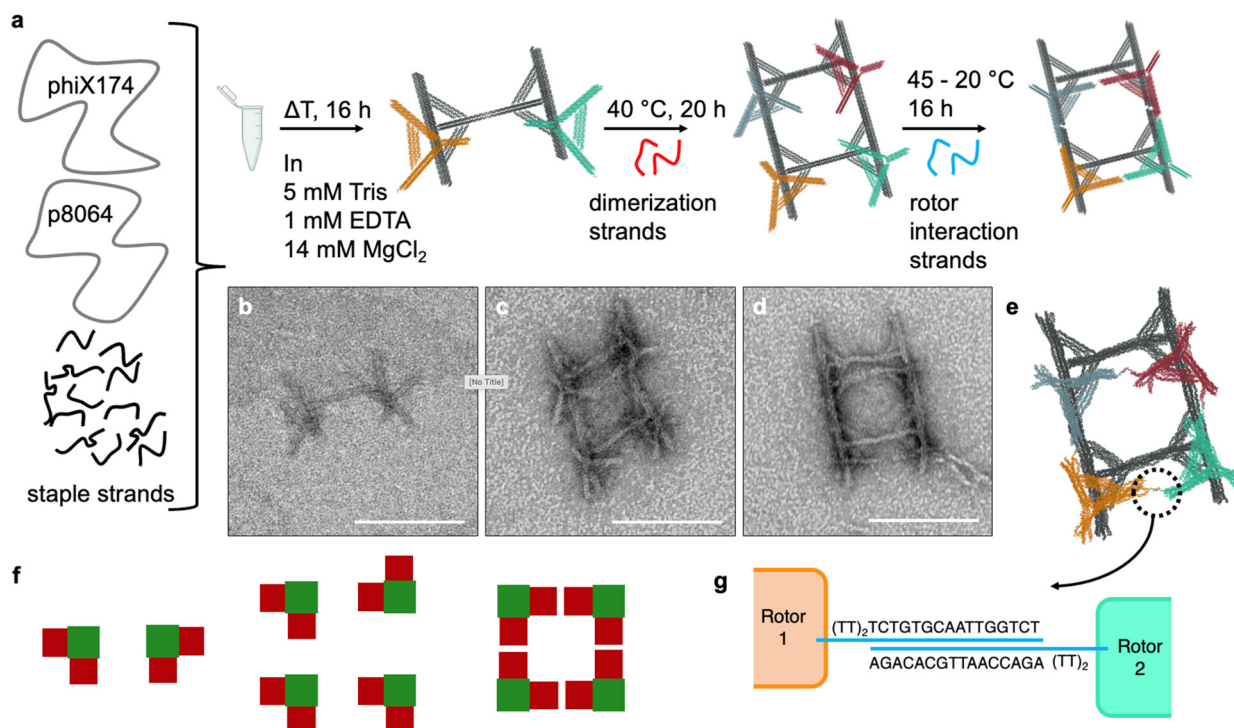 a
phiX174
p8064
staple strands
ΔT, 16 h
In
5 mM Tris
1 mM EDTA
14 mM MgCl₂
40 °C, 20 h
dimerization
strands
45 - 20 °C
16 h
rotor
interaction
strands
b
[No Title]
c
d
e
f
g
Rotor
1
(TT)₂TCTGTGCAATTGGTCT
AGACACGTTAACCAGA (TT)₂
Rotor
2